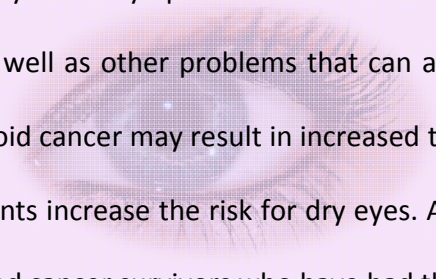 well as other problems that can a
oid cancer may result in increased t
nts increase the risk for dry eyes. A
d cancer survivors who have had th